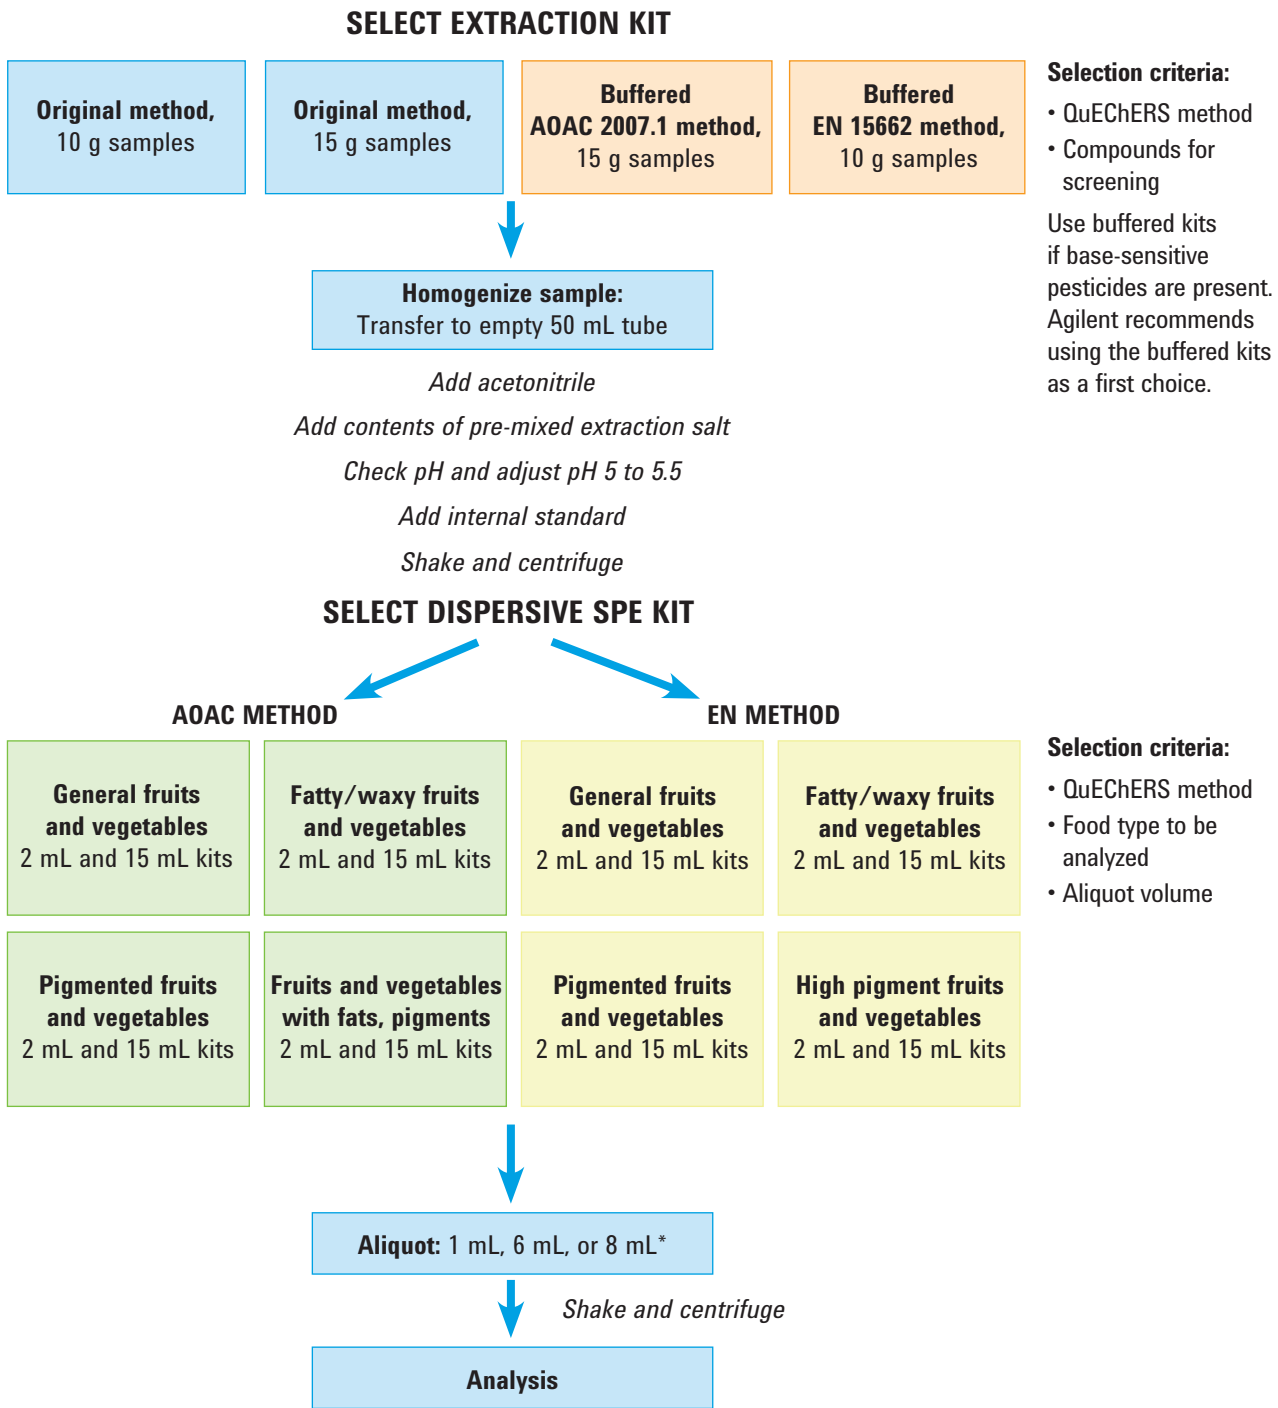 SELECT EXTRACTION KIT
Original method,
10 g samples
Original method,
15 g samples
Buffered
AOAC 2007.1 method,
15 g samples
Buffered
EN 15662 method,
10 g samples
Selection criteria:
• QuEChERS method
• Compounds for
screening
Use buffered kits
if base-sensitive
pesticides are present.
Agilent recommends
using the buffered kits
as a first choice.
Homogenize sample:
Transfer to empty 50 mL tube
Add acetonitrile
Add contents of pre-mixed extraction salt
Check pH and adjust pH 5 to 5.5
Add internal standard
Shake and centrifuge
SELECT DISPERSIVE SPE KIT
AOAC METHOD
EN METHOD
General fruits
and vegetables
2 mL and 15 mL kits
Fatty/waxy fruits
and vegetables
2 mL and 15 mL kits
General fruits
and vegetables
2 mL and 15 mL kits
Fatty/waxy fruits
and vegetables
2 mL and 15 mL kits
Selection criteria:
• QuEChERS method
• Food type to be
analyzed
• Aliquot volume
Pigmented fruits
and vegetables
2 mL and 15 mL kits
Fruits and vegetables
with fats, pigments
2 mL and 15 mL kits
Pigmented fruits
and vegetables
2 mL and 15 mL kits
High pigment fruits
and vegetables
2 mL and 15 mL kits
Aliquot: 1 mL, 6 mL, or 8 mL*
Shake and centrifuge
Analysis